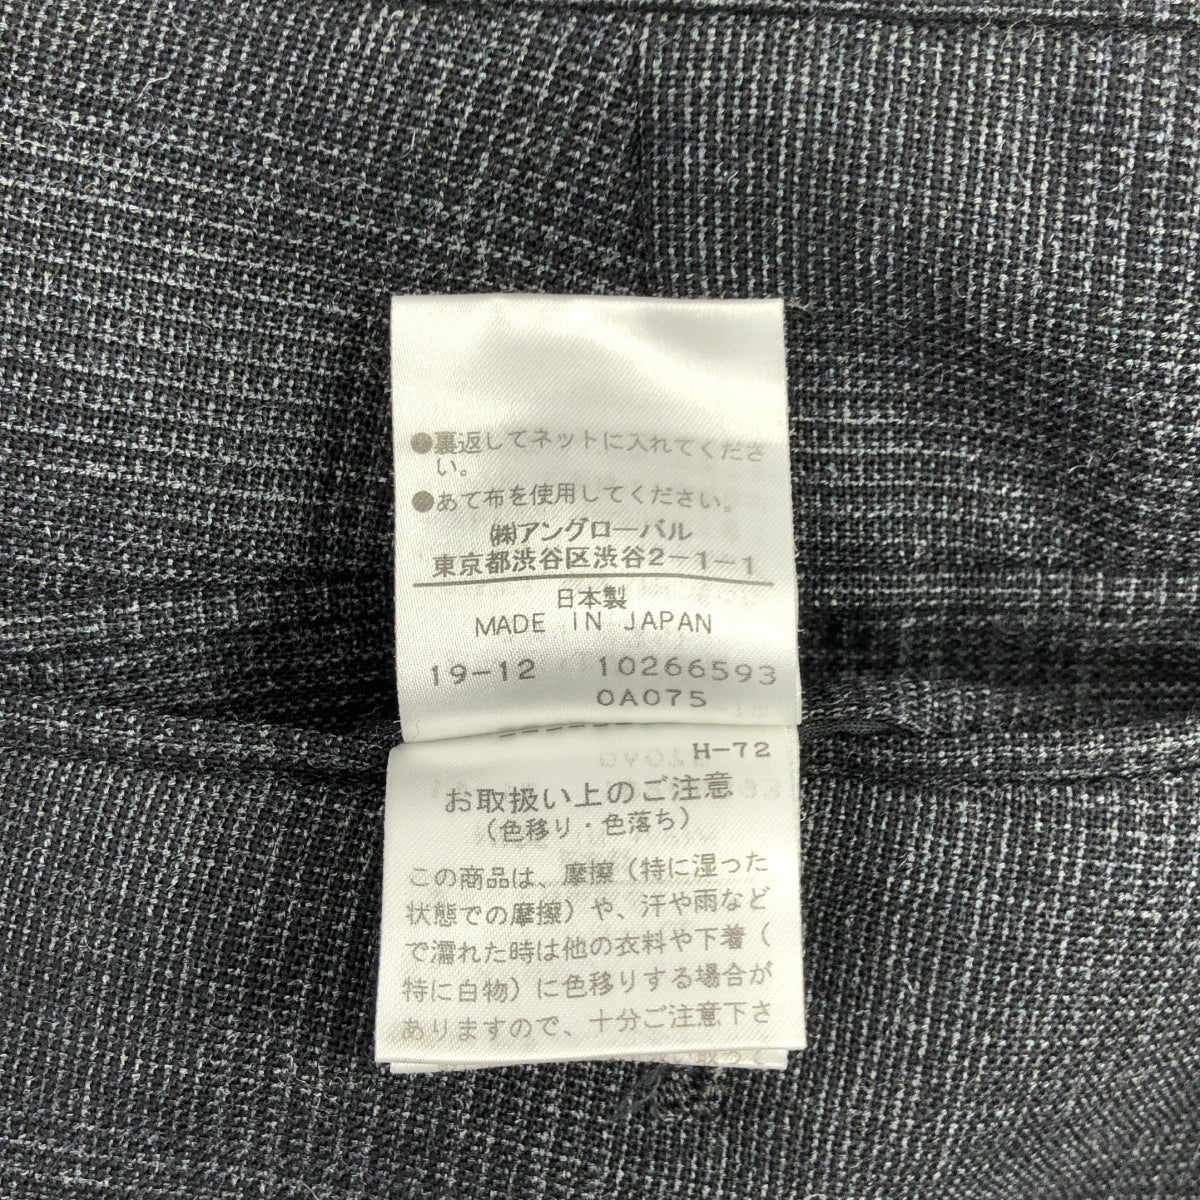 ●裏返してネットに入れてくださ
い。
●あて布を使用してください。
㈱アングローバル
東京都渋谷区渋谷2-1-1
日本製
MADE IN JAPAN
19-12 10266593
0A075
H-72
お取扱い上のご注意
(色移り・色落ち)
この商品は、摩擦(特に湿った
状態での摩擦)や、汗や雨など
で濡れた時は他の衣料や下着(
特に白物)に色移りする場合が
ありますので、十分ご注意下さ